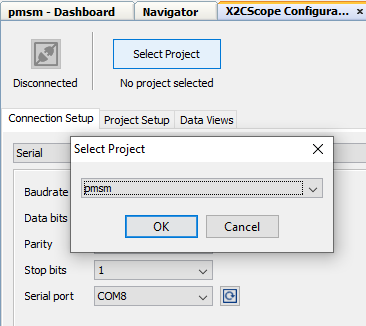 pmsm - Dashboard
Navigator
X2CScope Configura... ×
Select Project
Disconnected
No project selected
Connection Setup
Project Setup
Data Views
Serial
Select Project
pmsm
OK
Cancel
Baudrate
Data bits
Parity
Stop bits
1
Serial port
COM8